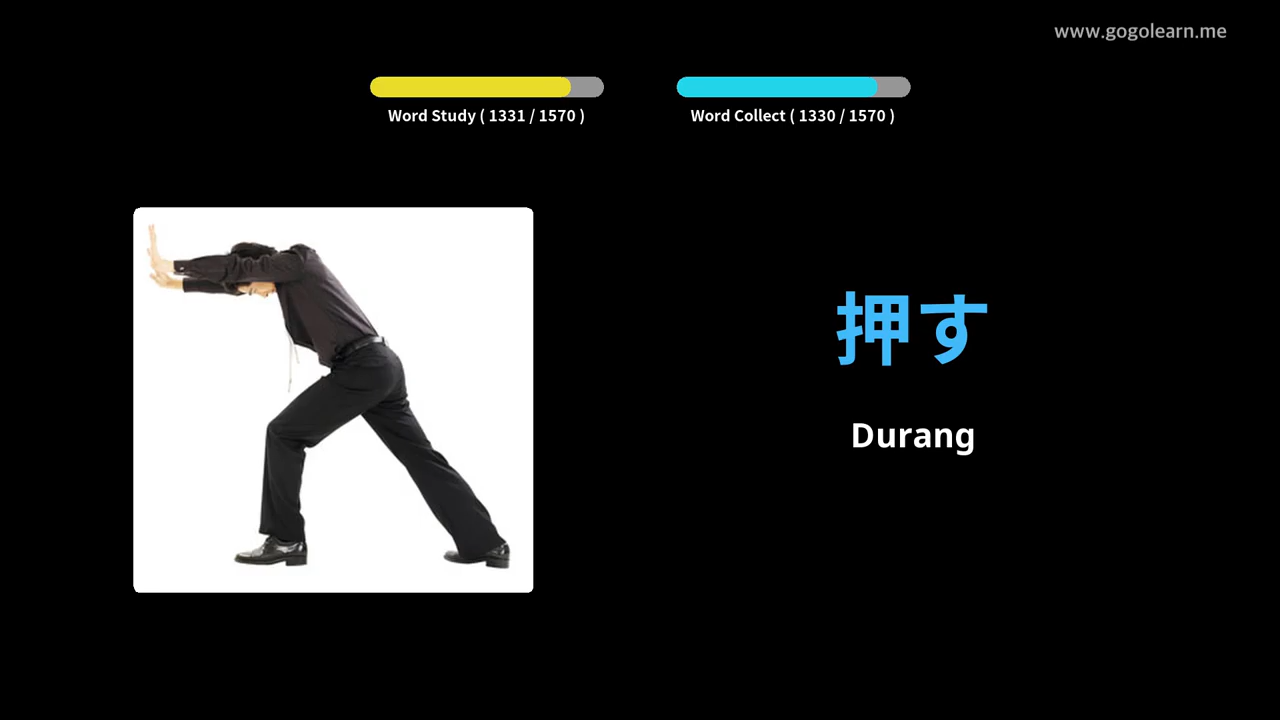 www.gogolearn.me
Word Study ( 1331 / 1570 )
Word Collect ( 1330 / 1570 )
押す
Durang